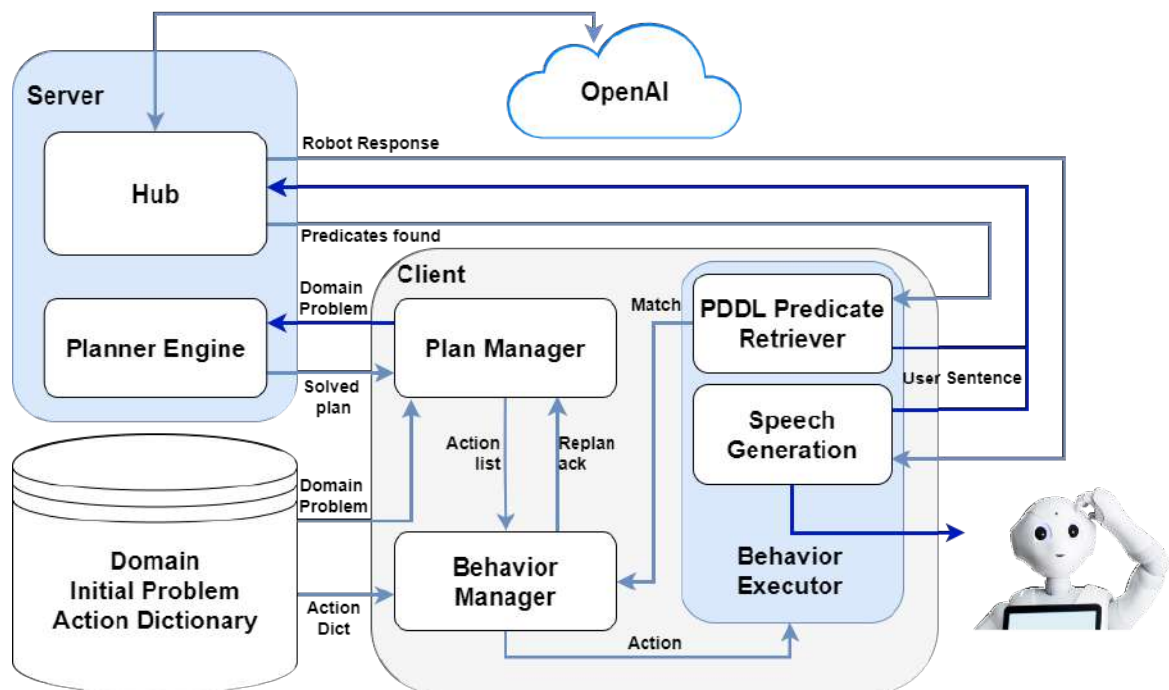 OpenAI
Server
Hub
Robot Response
Predicates found
Client
Domain
Problem
Planner Engine
Solved
plan
Plan Manager
Match
PDDL Predicate
Retriever
User Sentence
Speech
Generation
Action
list
Replan
ack
Domain
Problem
Domain
Initial Problem
Action Dictionary
Action
Dict
Behavior
Manager
Behavior
Executor
Action